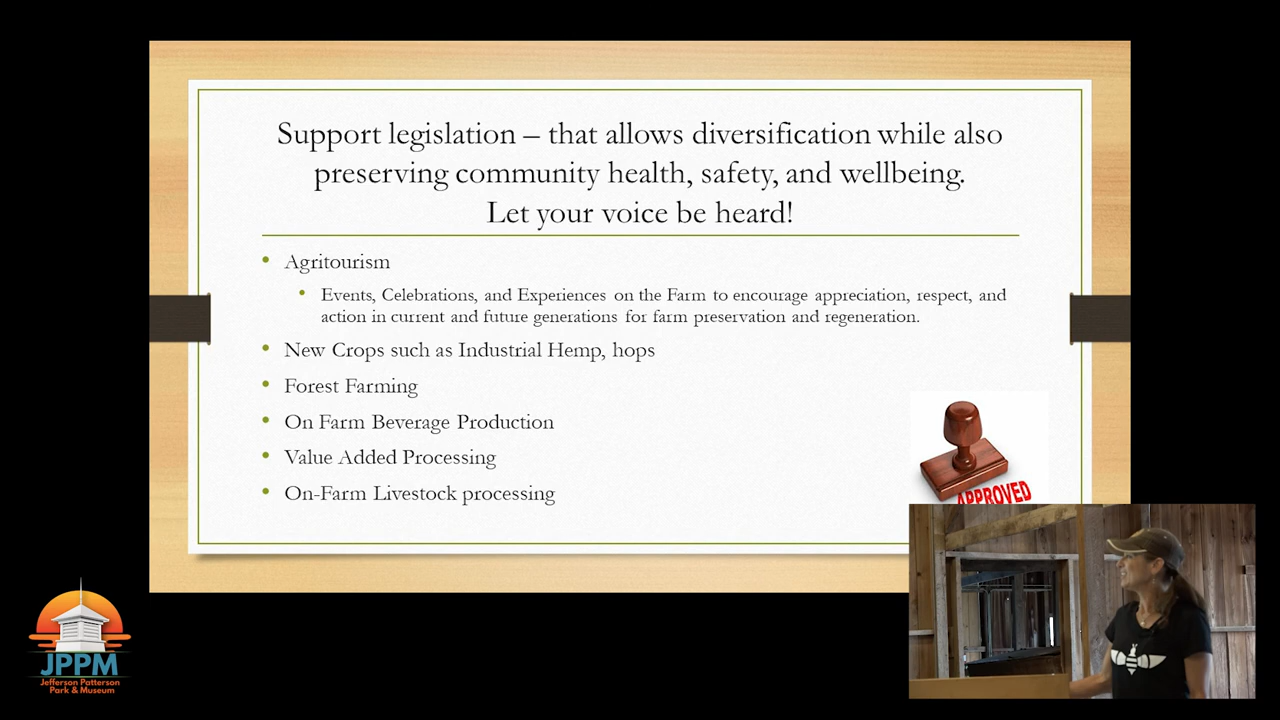 Support legislation – that allows diversification while also
preserving community health, safety, and wellbeing.
Let your voice be heard!
• Agritourism
• Events, Celebrations, and Experiences on the Farm to encourage appreciation, respect, and
action in current and future generations for farm preservation and regeneration.
• New Crops such as Industrial Hemp, hops
• Forest Farming
• On Farm Beverage Production
• Value Added Processing
• On-Farm Livestock processing
APPROVED
JPPM
Jefferson Patterson
Park & Museum